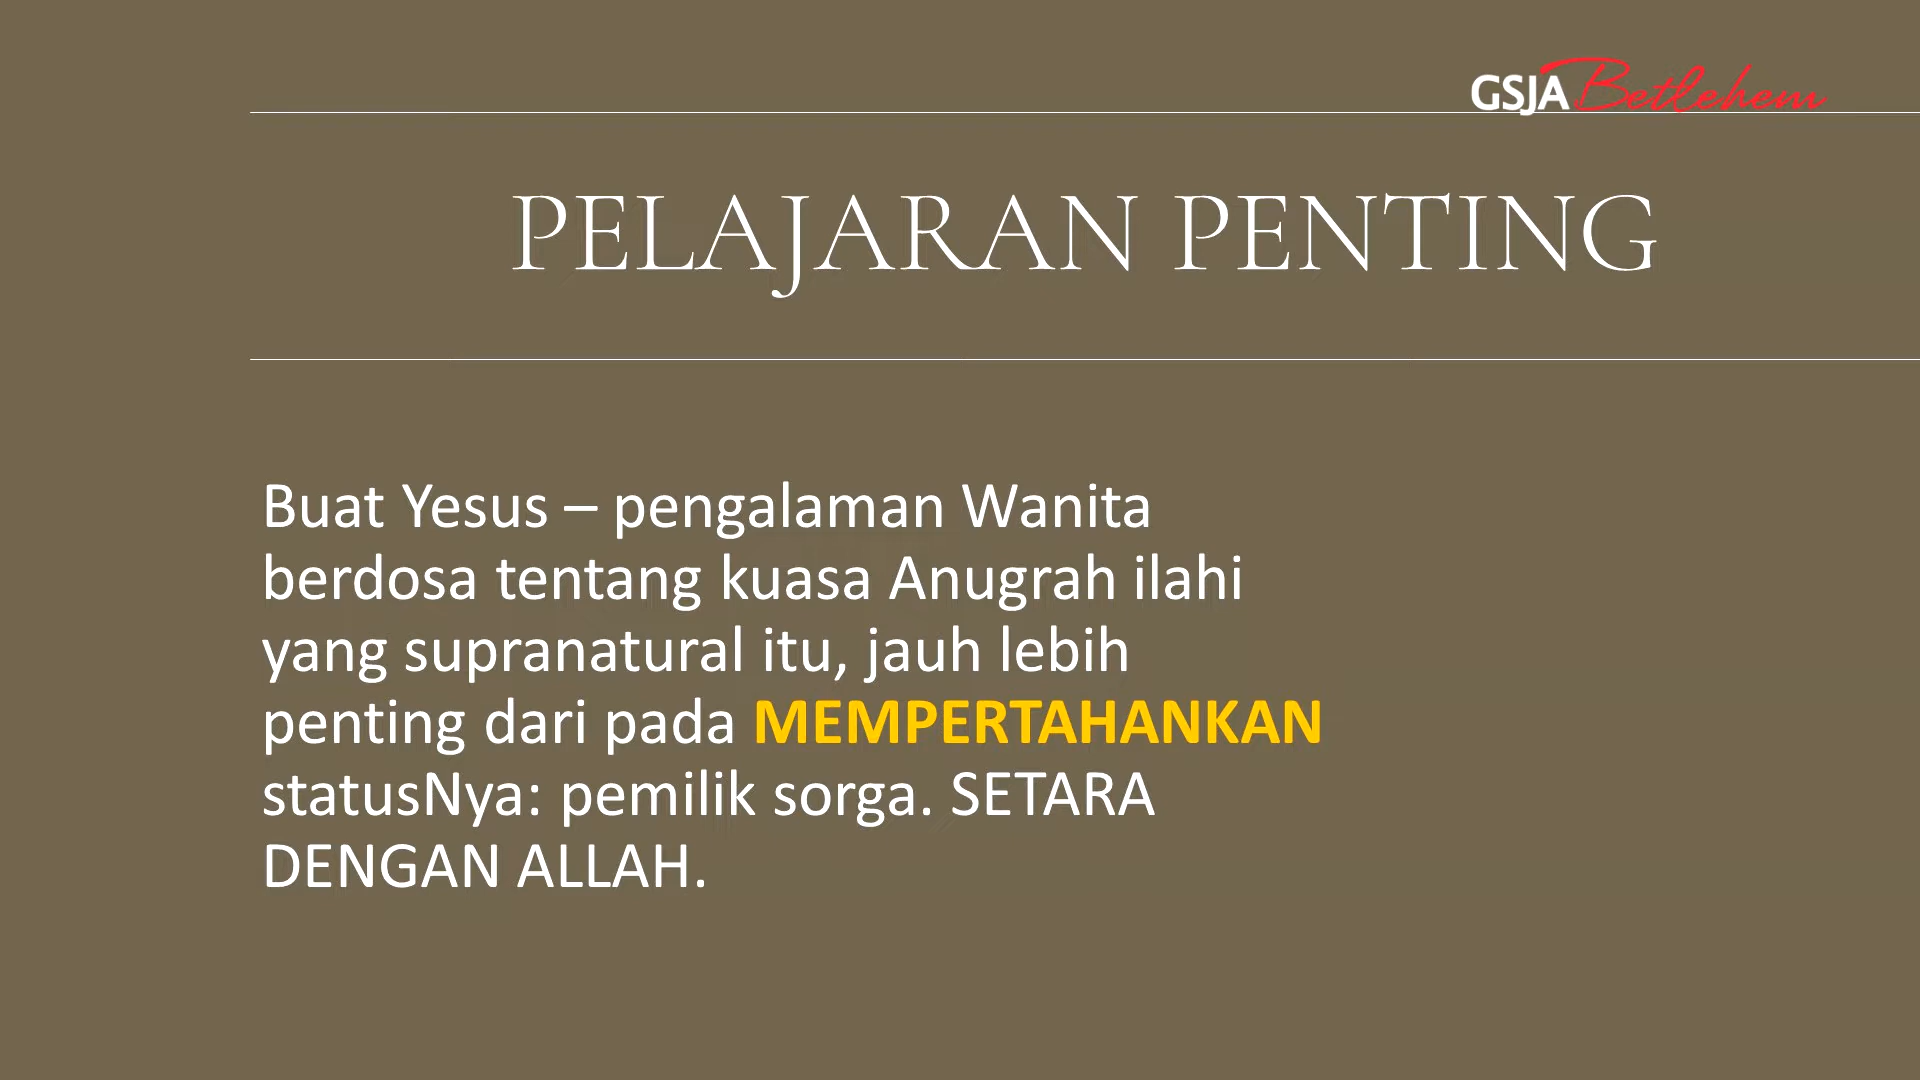 GSJA Betlehem
PELAJARAN PENTING
Buat Yesus – pengalaman Wanita
berdosa tentang kuasa Anugrah ilahi
yang supranatural itu, jauh lebih
penting dari pada MEMPERTAHANKAN
statusNya: pemilik sorga. SETARA
DENGAN ALLAH.